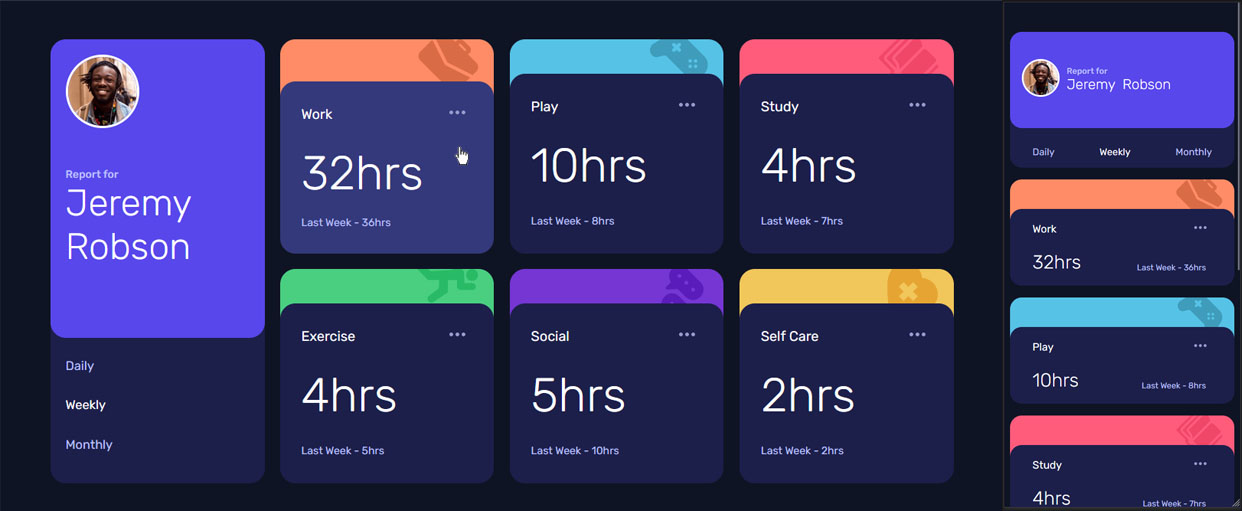 Report for
Jeremy
Robson
Daily
Weekly
Monthly
Work
32hrs
Last Week - 36hrs
Play
10hrs
Last Week - 8hrs
Study
4hrs
Last Week - 7hrs
Exercise
4hrs
Last Week - 5hrs
Social
5hrs
Last Week - 10hrs
Self Care
2hrs
Last Week - 2hrs
Report for
Jeremy Robson
Daily Weekly Monthly
Work
32hrs Last Week - 36hrs
Play
10hrs Last Week - 8hrs
Study
4hrs Last Week - 7hrs